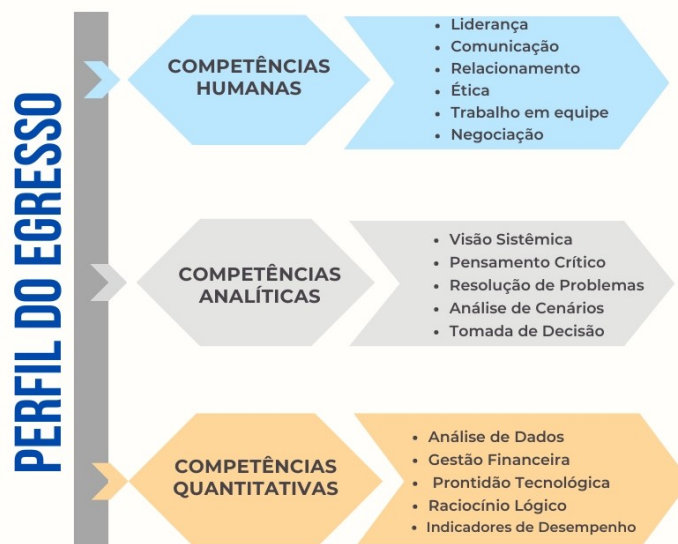 PERFIL DO EGRESSO
COMPETÊNCIAS
HUMANAS
• Liderança
• Comunicação
• Relacionamento
• Ética
• Trabalho em equipe
• Negociação
COMPETÊNCIAS
ANALÍTICAS
• Visão Sistêmica
• Pensamento Crítico
• Resolução de Problemas
• Análise de Cenários
• Tomada de Decisão
COMPETÊNCIAS
QUANTITATIVAS
• Análise de Dados
• Gestão Financeira
• Prontidão Tecnológica
• Raciocínio Lógico
• Indicadores de Desempenho